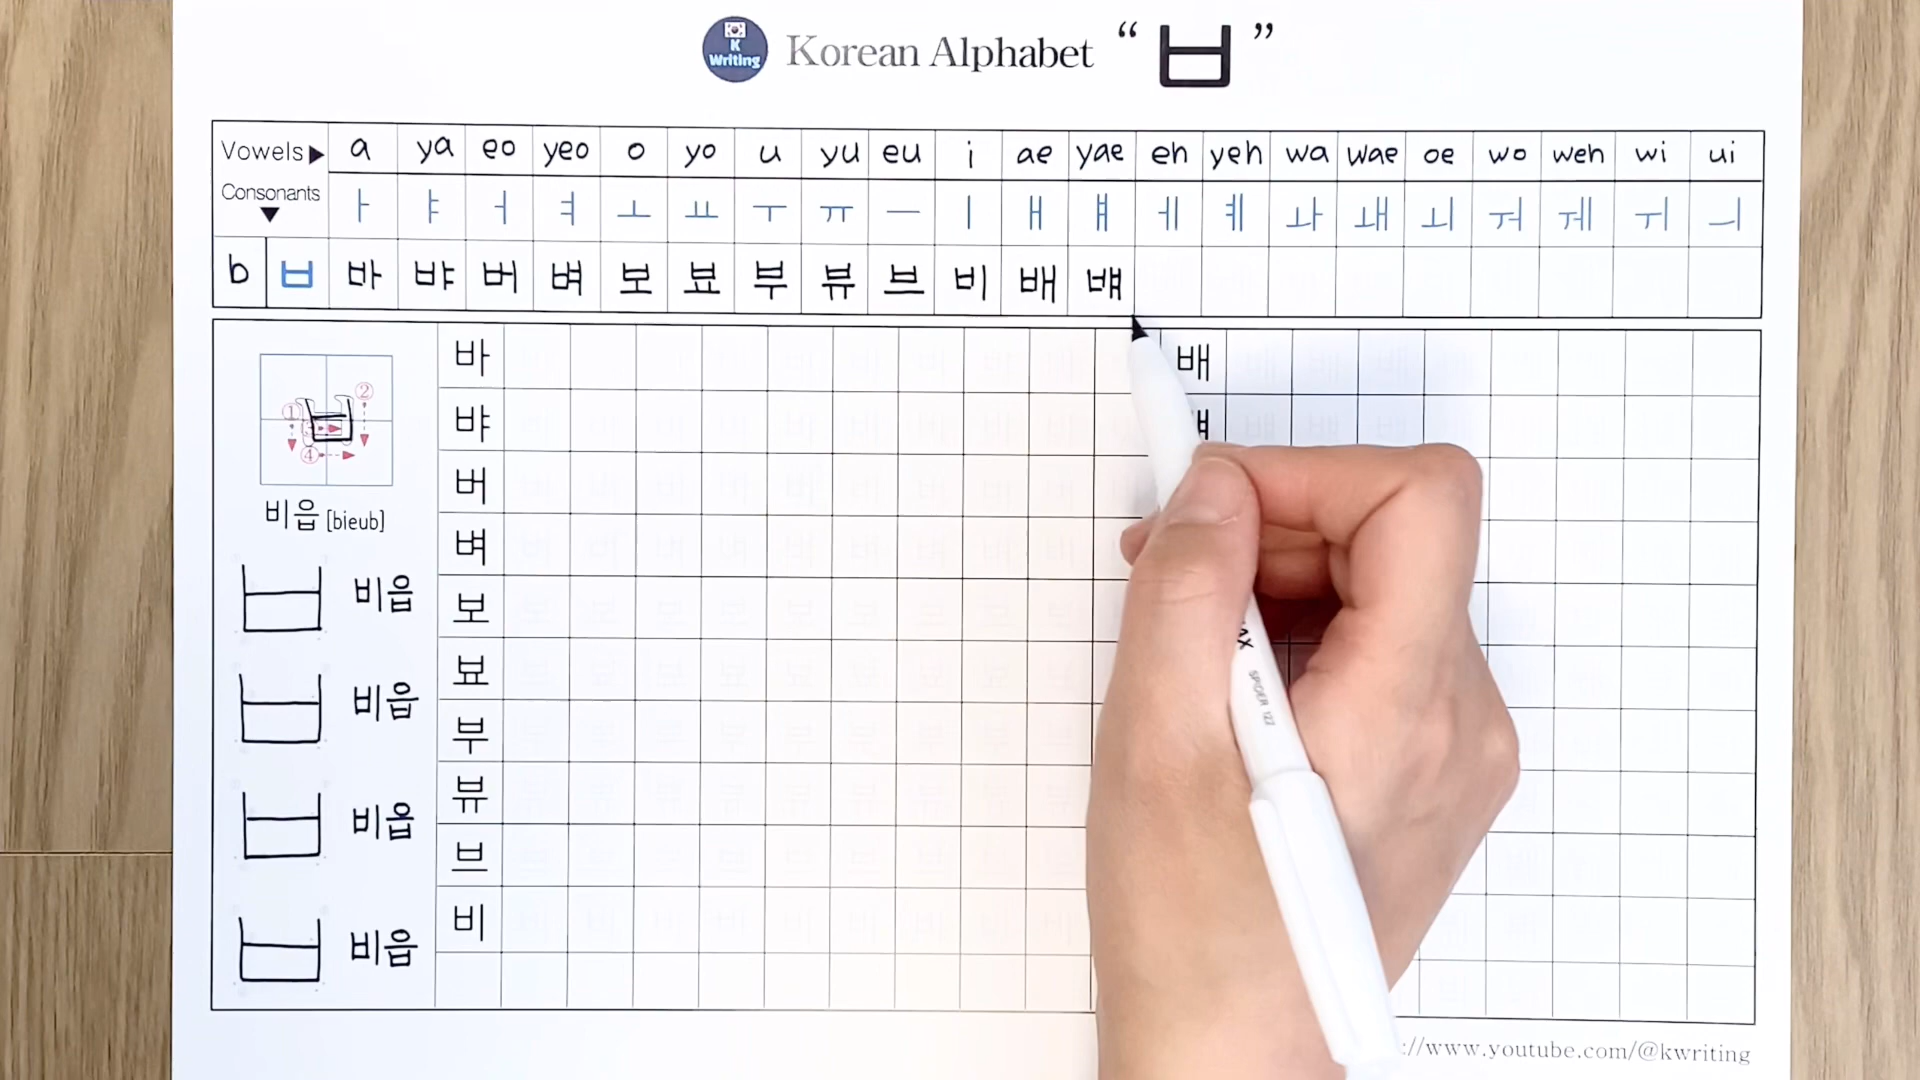 K Writing Korean Alphabet “ ㅂ ”
Vowels▶ a ya eo yeo o yo u yu eu i ae yae eh yeh wa wae oe wo weh wi ui
Consonants ▼ ㅏ ㅑ ㅓ ㅕ ㅗ ㅛ ㅜ ㅠ ㅡ ㅣ ㅐ ㅒ ㅔ ㅖ ㅘ ㅙ ㅚ ㅝ ㅞ ㅟ ㅢ
b ㅂ 바 뱌 버 벼 보 뵤 부 뷰 브 비 배 뱨
① ② ④
비읍 [bieub]
ㅂ 비읍
ㅂ 비읍
ㅂ 비읍
ㅂ 비읍
바
뱌
버
벼
보
뵤
부
뷰
브
비
배
://www.youtube.com/@kwriting